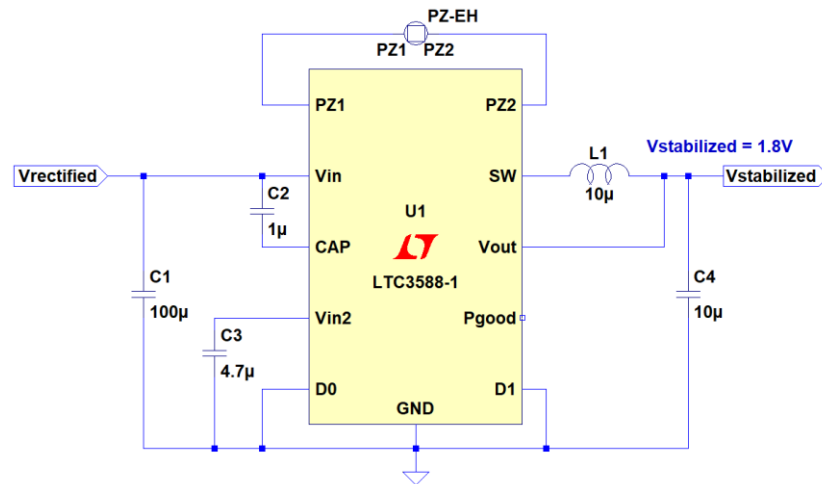 PZ-EH
PZ1 PZ2
PZ1 PZ2
Vstabilized = 1.8V
L1
Vrectified Vin SW 10µ Vstabilized
C2
1µ
U1
CAP Vout
LTC3588-1
C1
100µ
C4
10µ
Vin2 Pgood
C3
4.7µ
D0 D1
GND